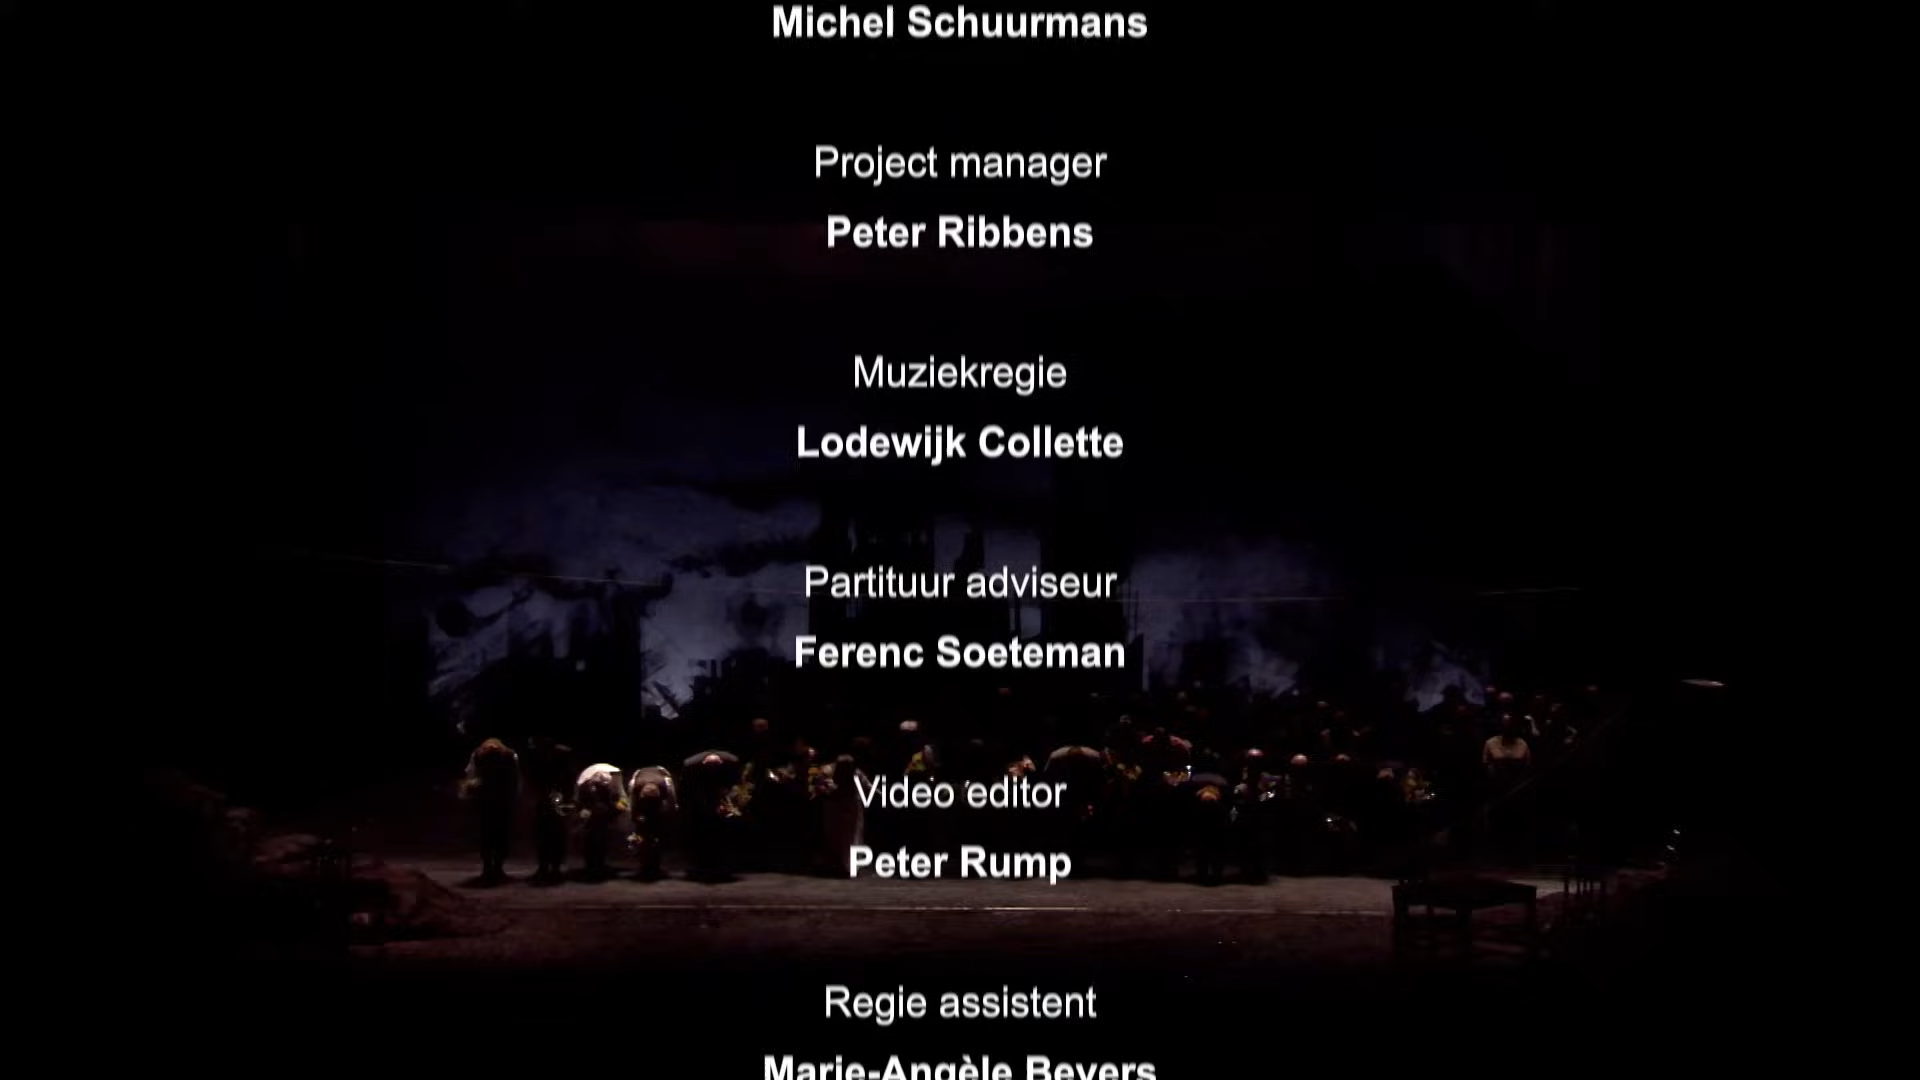 Michel Schuurmans
Project manager
Peter Ribbens
Muziekregie
Lodewijk Collette
Partituur adviseur
Ferenc Soeteman
Video editor
Peter Rump
Regie assistent
Marie-Angèle Beyers